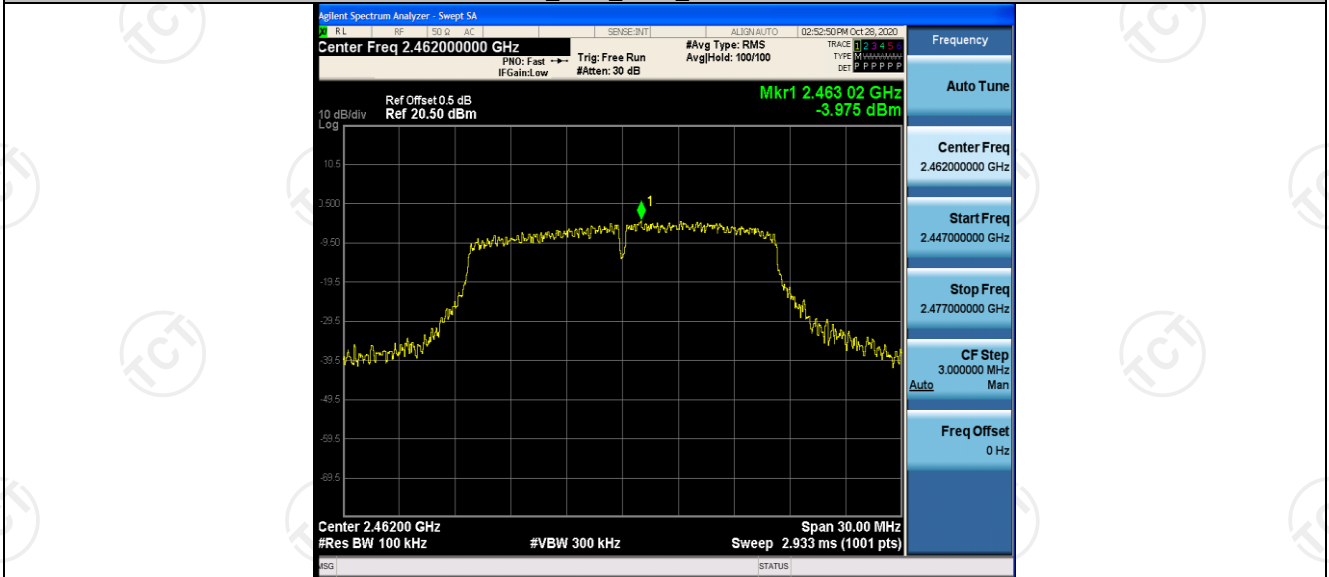 Agilent Spectrum Analyzer - Swept SA
RL RF 50 Ω AC SENSE:INT ALIGN AUTO 02:52:50 PM Oct 28, 2020
Center Freq 2.462000000 GHz
PNO: Fast
IFGain:Low
Trig: Free Run
#Atten: 30 dB
#Avg Type: RMS
Avg|Hold: 100/100
TRACE 1 2 3 4 5 6
TYPE M
DET P P P P P P
Frequency
Mkr1 2.463 02 GHz
-3.975 dBm
Ref Offset 0.5 dB
10 dB/div Ref 20.50 dBm
Log
10.5
0.500
-9.50
-19.5
-29.5
-39.5
-49.5
-59.5
-69.5
1
Center 2.46200 GHz Span 30.00 MHz
#Res BW 100 kHz #VBW 300 kHz Sweep 2.933 ms (1001 pts)
MSG STATUS
Auto Tune
Center Freq
2.462000000 GHz
Start Freq
2.447000000 GHz
Stop Freq
2.477000000 GHz
CF Step
3.000000 MHz
Auto Man
Freq Offset
0 Hz
TCT
TCT
TCT
TCT